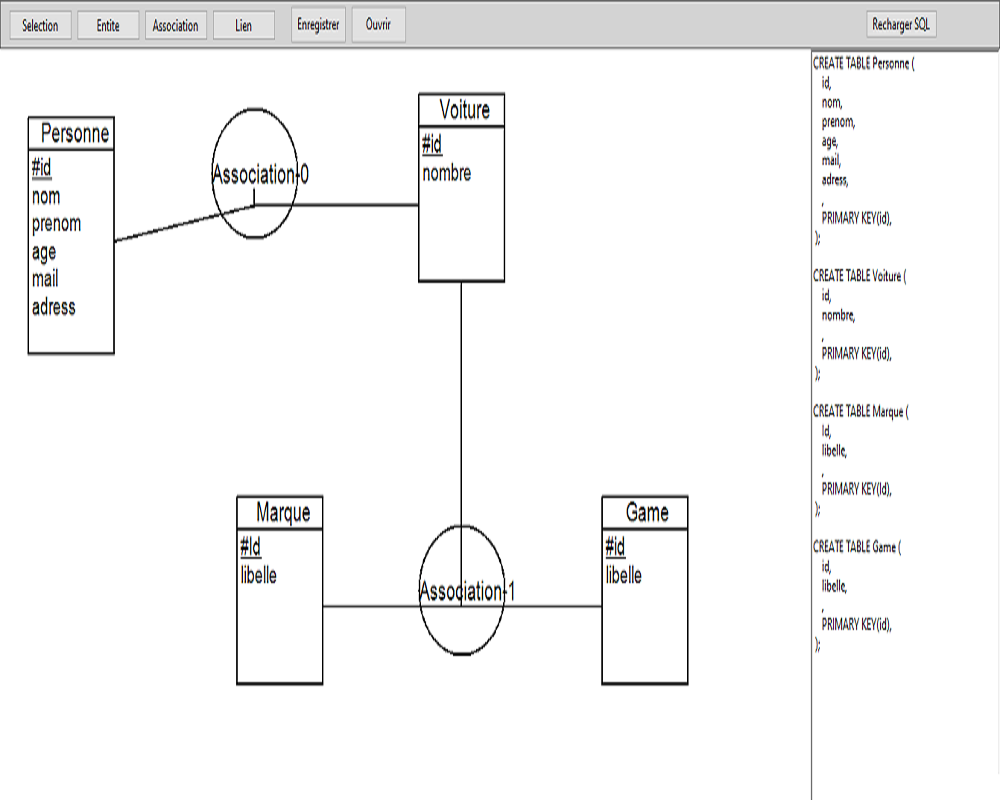 Selection Entite Association Lien Enregistrer Ouvrir Recharger SQL
Personne
#id
nom
prenom
age
mail
adress
Association-0
Voiture
#id
nombre
Marque
#Id
libelle
Association-1
Game
#id
libelle
CREATE TABLE Personne (
id,
nom,
prenom,
age,
mail,
adress,
,
PRIMARY KEY(id),
);
CREATE TABLE Voiture (
id,
nombre,
,
PRIMARY KEY(id),
);
CREATE TABLE Marque (
Id,
libelle,
,
PRIMARY KEY(Id),
);
CREATE TABLE Game (
id,
libelle,
,
PRIMARY KEY(id),
);